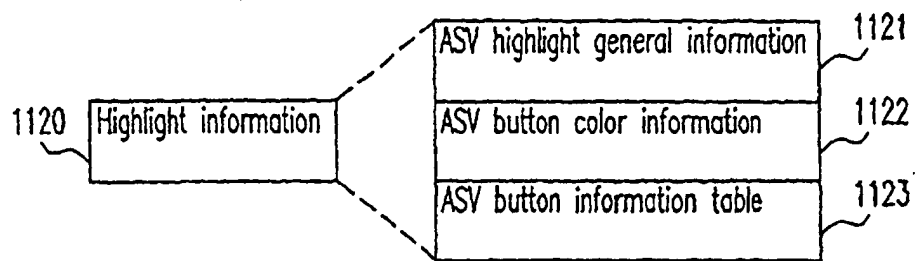 ASV highlight general information 1121
1120 Highlight information
ASV button color information 1122
ASV button information table 1123